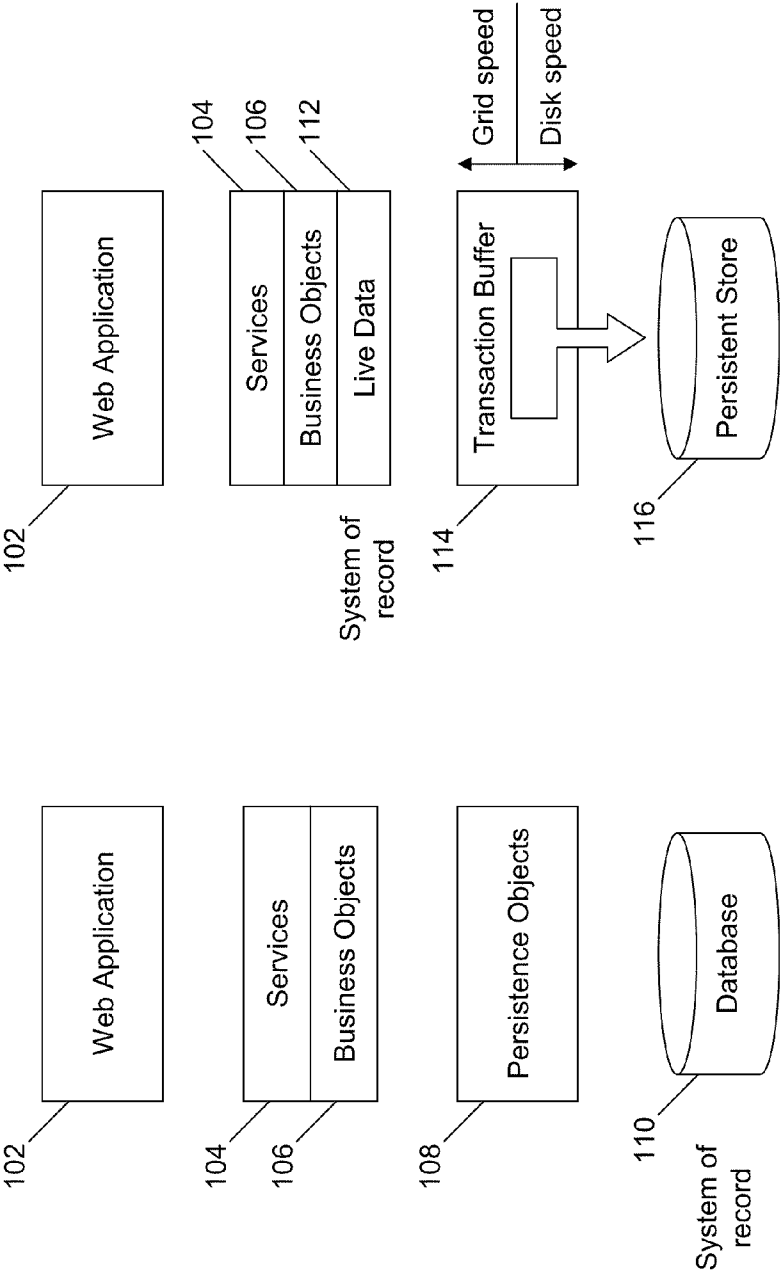 102
Web Application
104
Services
106
Business Objects
108
Persistence Objects
110
Database
System of
record
102
Web Application
104
Services
106
Business Objects
112
Live Data
System of
record
114
Transaction Buffer
Grid speed
Disk speed
116
Persistent Store